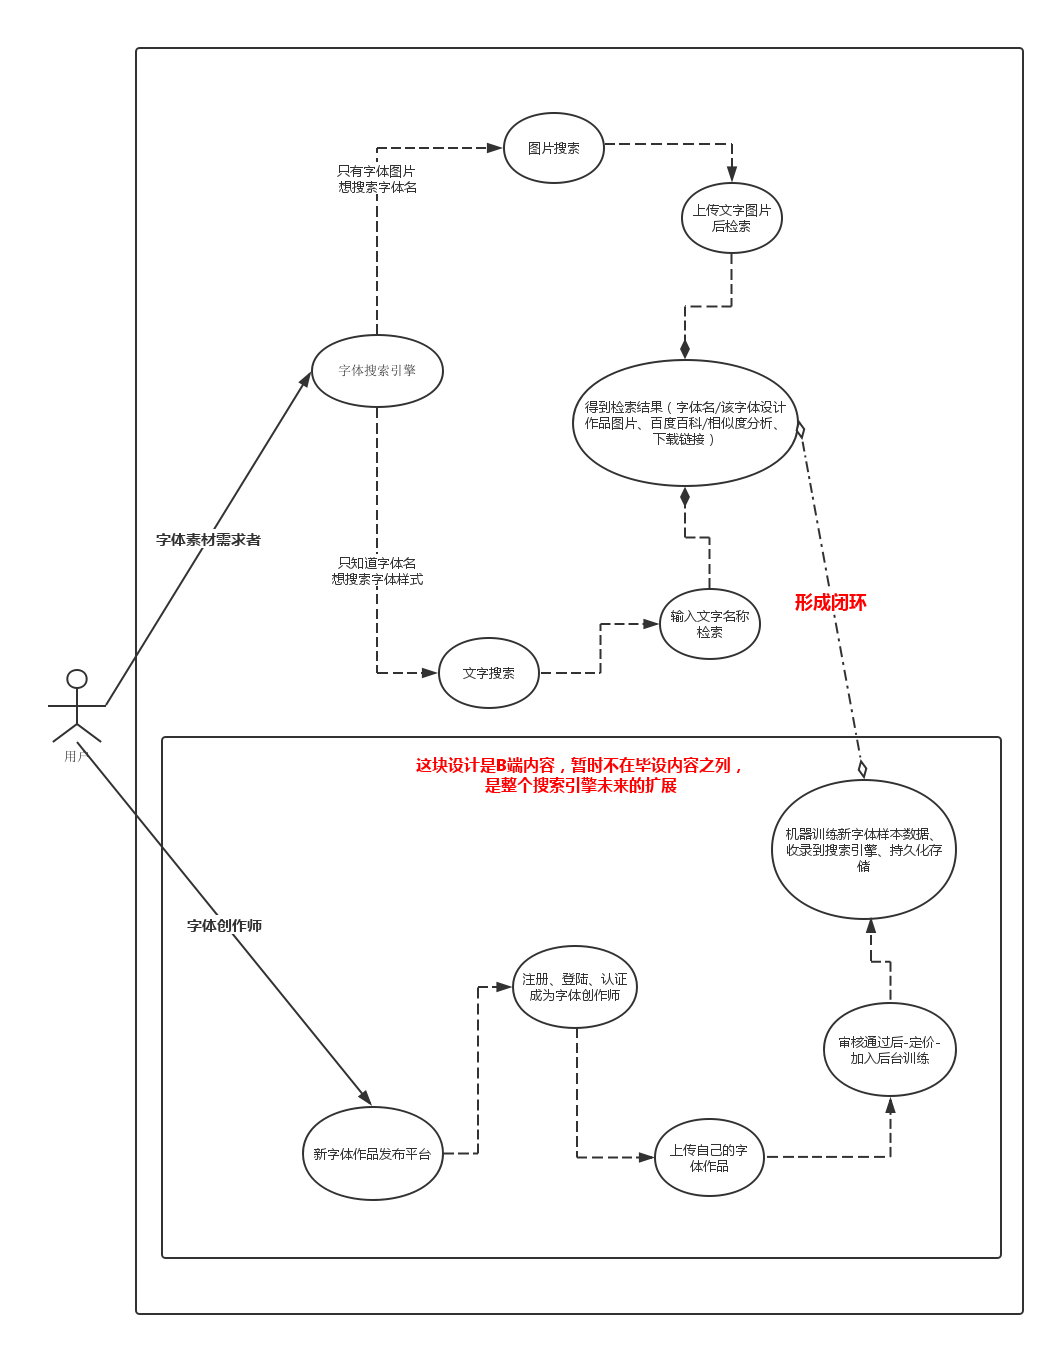 图片搜索
只有字体图片
想搜索字体名
上传文字图片
后检索
字体搜索引擎
得到检索结果（字体名/该字体设计
作品图片、百度百科/相似度分析、
下载链接）
字体素材需求者
只知道字体名
想搜索字体样式
形成闭环
输入文字名称
检索
文字搜索
用户
这块设计是B端内容，暂时不在毕设内容之列，
是整个搜索引擎未来的扩展
机器训练新字体样本数据、
收录到搜索引擎、持久化存
储
字体创作师
注册、登陆、认证
成为字体创作师
审核通过后-定价-
加入后台训练
新字体作品发布平台
上传自己的字
体作品